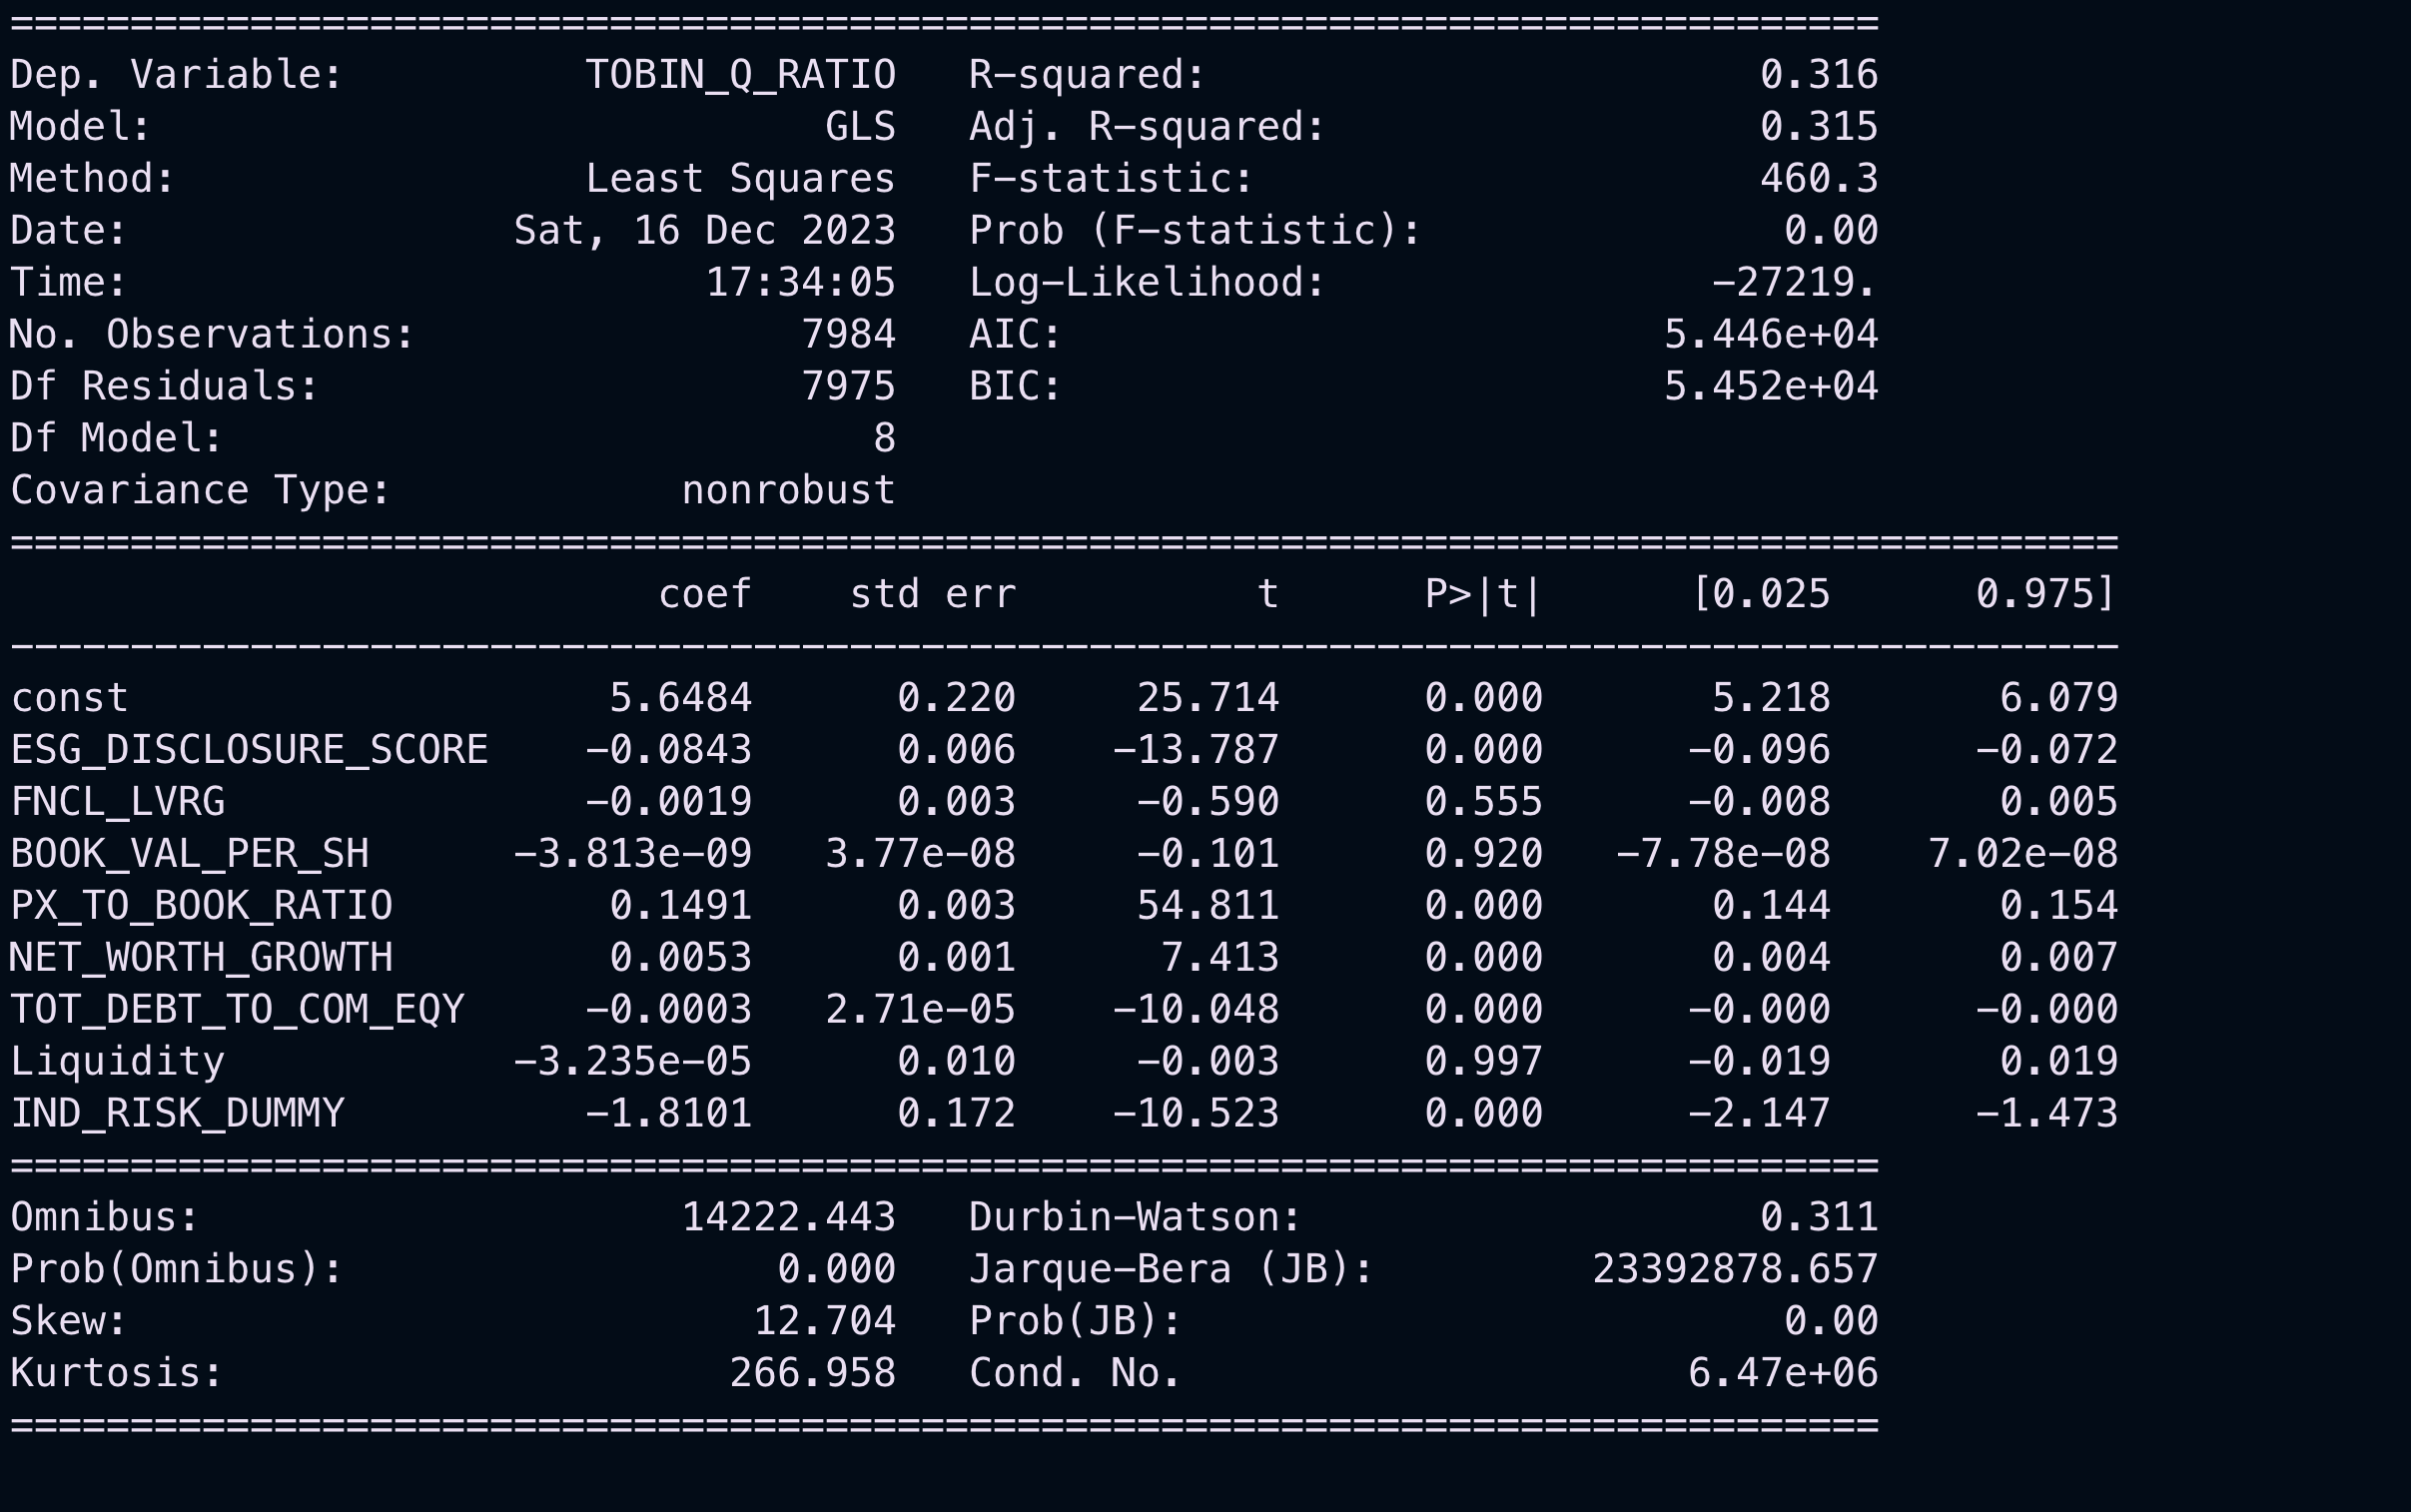 ==============================================================================
Dep. Variable:          TOBIN_Q_RATIO   R-squared:                       0.316
Model:                            GLS   Adj. R-squared:                  0.315
Method:                 Least Squares   F-statistic:                     460.3
Date:                Sat, 16 Dec 2023   Prob (F-statistic):               0.00
Time:                        17:34:05   Log-Likelihood:                -27219.
No. Observations:                7984   AIC:                         5.446e+04
Df Residuals:                    7975   BIC:                         5.452e+04
Df Model:                           8
Covariance Type:            nonrobust
========================================================================================
                           coef    std err          t      P>|t|      [0.025      0.975]
----------------------------------------------------------------------------------------
const                    5.6484      0.220     25.714      0.000       5.218       6.079
ESG_DISCLOSURE_SCORE    -0.0843      0.006    -13.787      0.000      -0.096      -0.072
FNCL_LVRG               -0.0019      0.003     -0.590      0.555      -0.008       0.005
BOOK_VAL_PER_SH      -3.813e-09   3.77e-08     -0.101      0.920   -7.78e-08    7.02e-08
PX_TO_BOOK_RATIO         0.1491      0.003     54.811      0.000       0.144       0.154
NET_WORTH_GROWTH         0.0053      0.001      7.413      0.000       0.004       0.007
TOT_DEBT_TO_COM_EQY     -0.0003   2.71e-05    -10.048      0.000      -0.000      -0.000
Liquidity            -3.235e-05      0.010     -0.003      0.997      -0.019       0.019
IND_RISK_DUMMY          -1.8101      0.172    -10.523      0.000      -2.147      -1.473
==============================================================================
Omnibus:                    14222.443   Durbin-Watson:                   0.311
Prob(Omnibus):                  0.000   Jarque-Bera (JB):         23392878.657
Skew:                          12.704   Prob(JB):                         0.00
Kurtosis:                     266.958   Cond. No.                     6.47e+06
==============================================================================